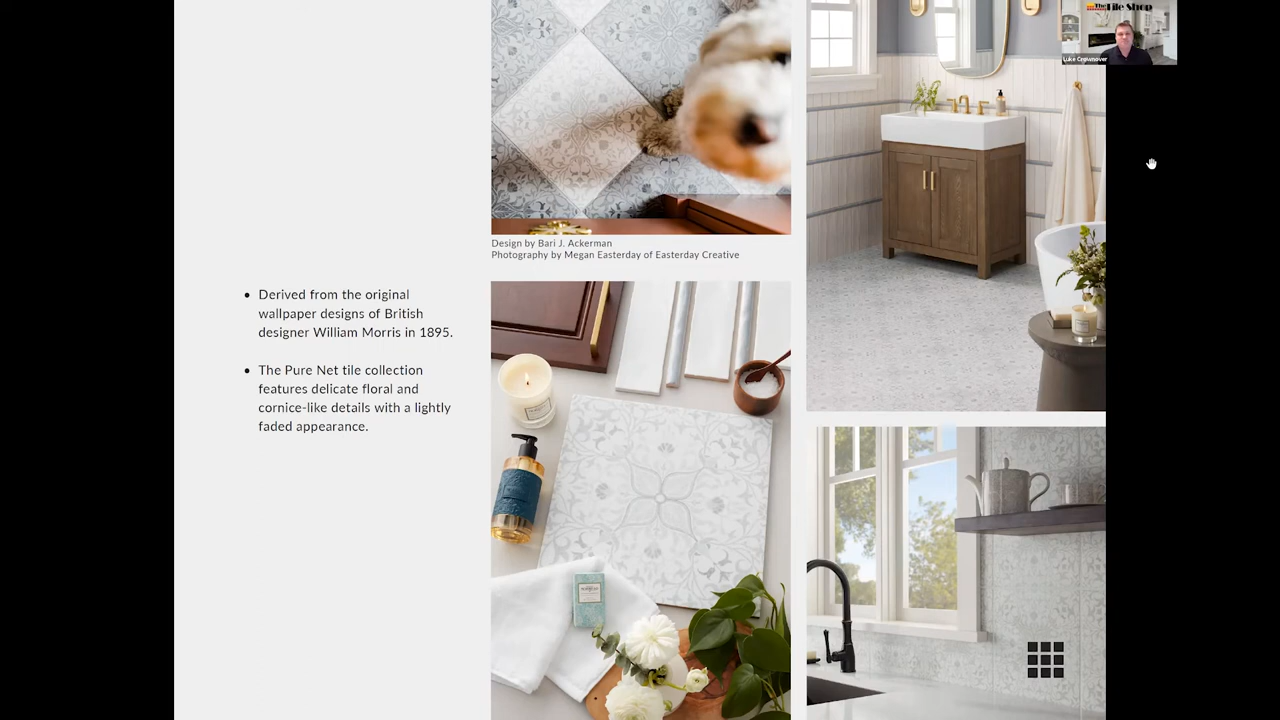 The Tile Shop
Luke Crownover
Design by Bari J. Ackerman
Photography by Megan Easterday of Easterday Creative
• Derived from the original
wallpaper designs of British
designer William Morris in 1895.
• The Pure Net tile collection
features delicate floral and
cornice-like details with a lightly
faded appearance.